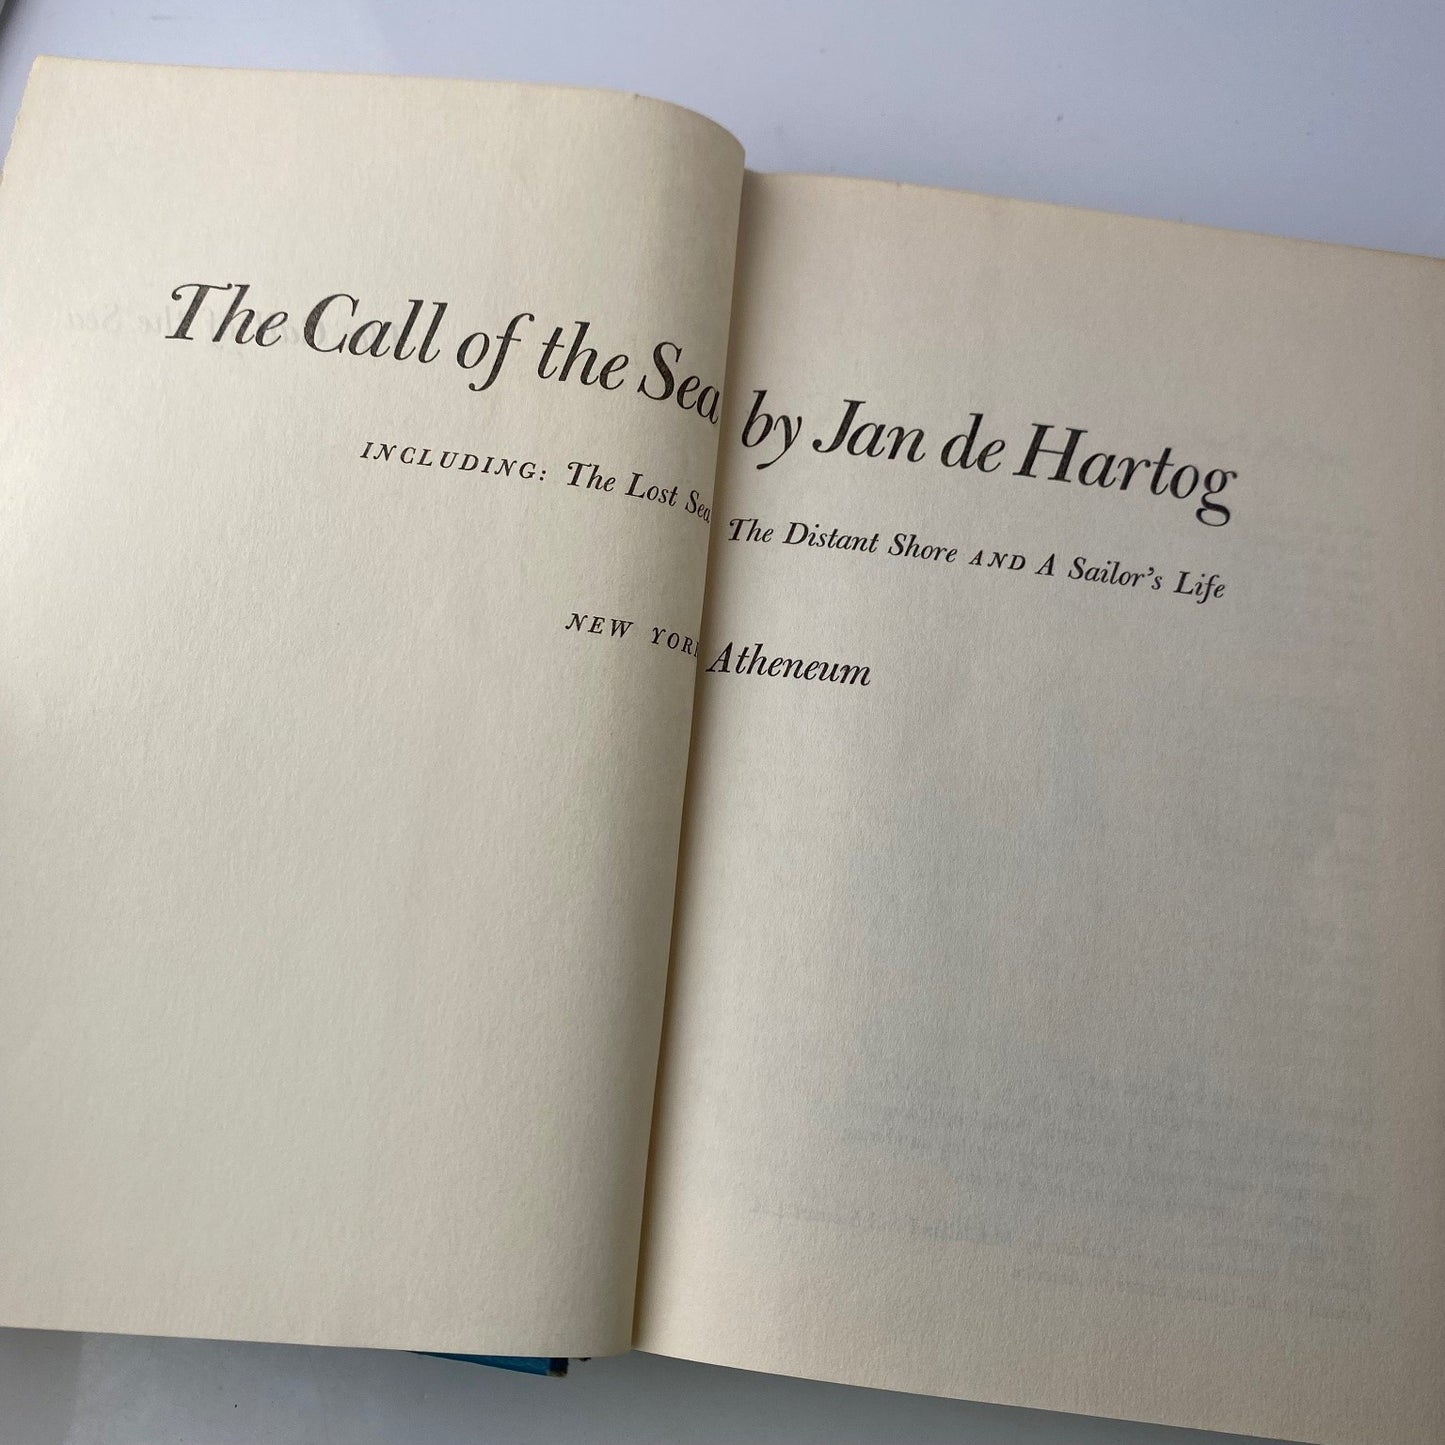 The Call of the Sea by Jan de Hartog
INCLUDING: The Lost Sea The Distant Shore AND A Sailor's Life
NEW YOR Atheneum